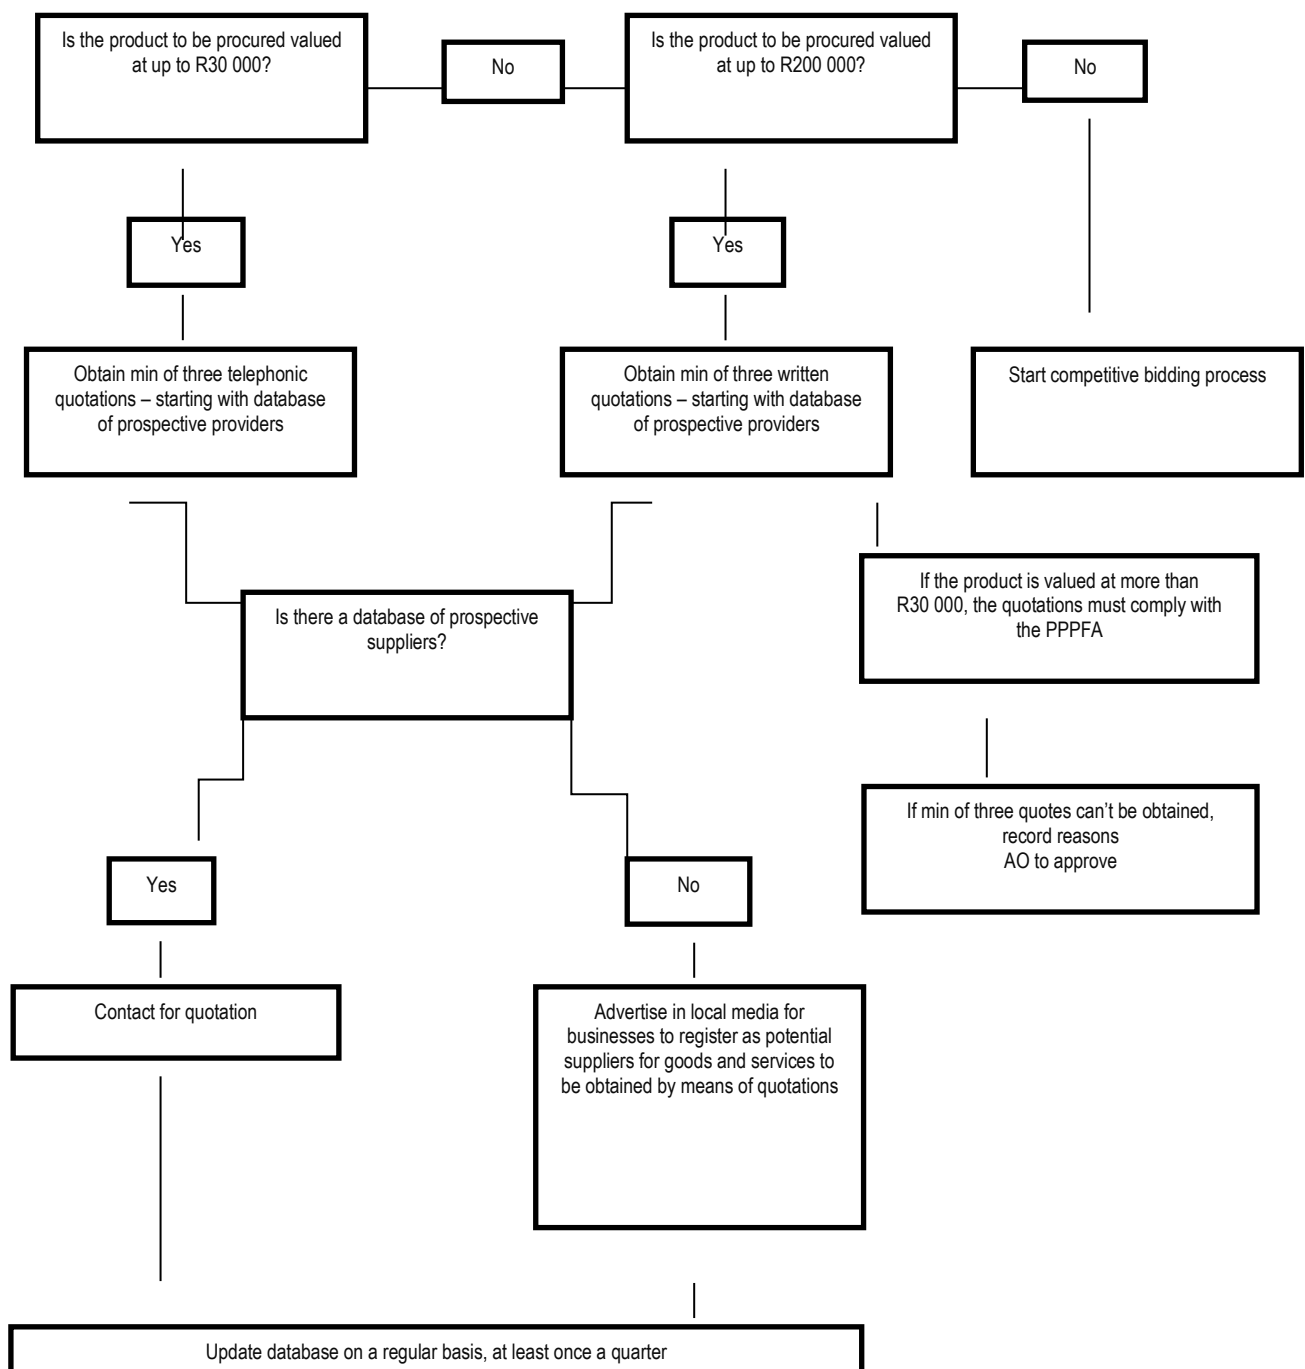 Is the product to be procured valued
at up to R30 000?
No
Is the product to be procured valued
at up to R200 000?
No
Yes
Yes
Obtain min of three telephonic
quotations – starting with database
of prospective providers
Obtain min of three written
quotations – starting with database
of prospective providers
Start competitive bidding process
If the product is valued at more than
R30 000, the quotations must comply with
the PPPFA
Is there a database of prospective
suppliers?
If min of three quotes can’t be obtained,
record reasons
AO to approve
Yes
No
Contact for quotation
Advertise in local media for
businesses to register as potential
suppliers for goods and services to
be obtained by means of quotations
Update database on a regular basis, at least once a quarter